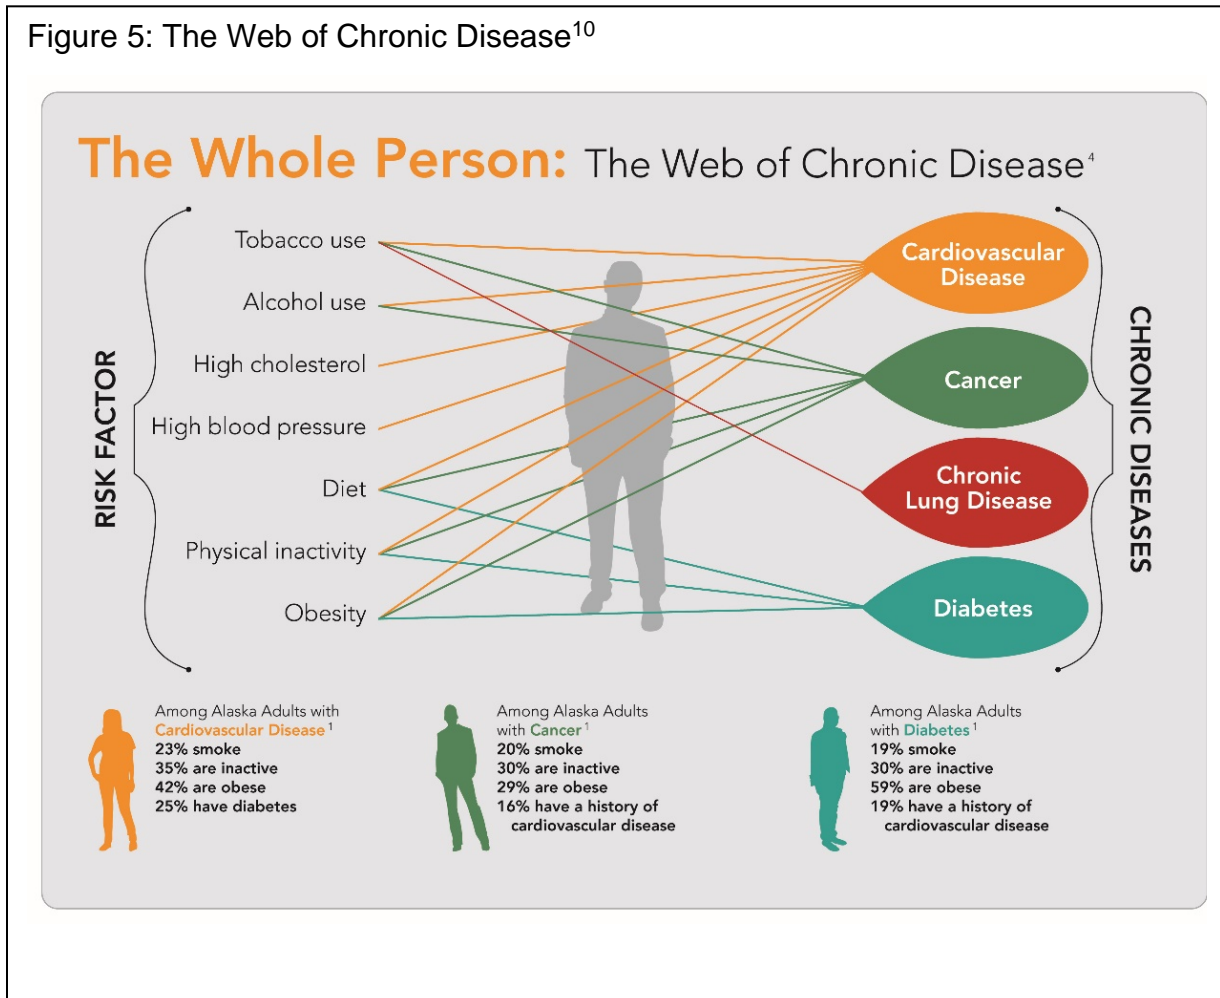 Figure 5: The Web of Chronic Disease10
The Whole Person: The Web of Chronic Disease4
RISK FACTOR
Tobacco use
Alcohol use
High cholesterol
High blood pressure
Diet
Physical inactivity
Obesity
Cardiovascular
Disease
Cancer
Chronic
Lung Disease
Diabetes
CHRONIC DISEASES
Among Alaska Adults with
Cardiovascular Disease1
23% smoke
35% are inactive
42% are obese
25% have diabetes
Among Alaska Adults
with Cancer1
20% smoke
30% are inactive
29% are obese
16% have a history of
cardiovascular disease
Among Alaska Adults
with Diabetes1
19% smoke
30% are inactive
59% are obese
19% have a history of
cardiovascular disease